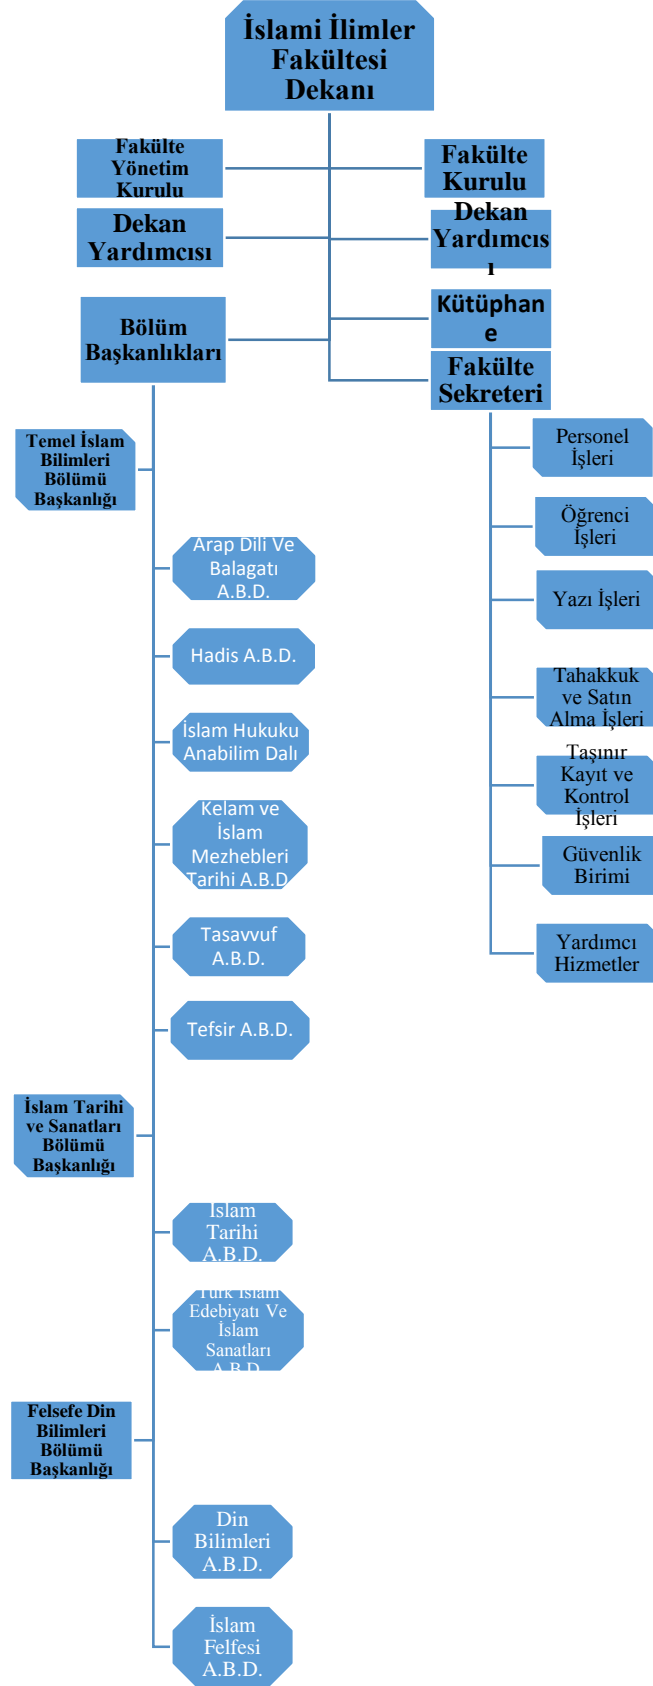 İslami İlimler
Fakültesi
Dekanı
Fakülte
Yönetim
Kurulu
Fakülte
Kurulu
Dekan
Yardımcısı
Dekan
Yardımcıs
ı
Bölüm
Başkanlıkları
Kütüphan
e
Fakülte
Sekreteri
Temel İslam
Bilimleri
Bölümü
Başkanlığı
Arap Dili Ve
Balagatı
A.B.D.
Hadis A.B.D.
İslam Hukuku
Anabilim Dalı
Kelam ve
İslam
Mezhebleri
Tarihi A.B.D.
Tasavvuf
A.B.D.
Tefsir A.B.D.
İslam Tarihi
ve Sanatları
Bölümü
Başkanlığı
İslam
Tarihi
A.B.D.
Türk İslam
Edebiyatı Ve
İslam
Sanatları
A.B.D.
Felsefe Din
Bilimleri
Bölümü
Başkanlığı
Din
Bilimleri
A.B.D.
İslam
Felfesi
A.B.D.
Personel
İşleri
Öğrenci
İşleri
Yazı İşleri
Tahakkuk
ve Satın
Alma İşleri
Taşınır
Kayıt ve
Kontrol
İşleri
Güvenlik
Birimi
Yardımcı
Hizmetler